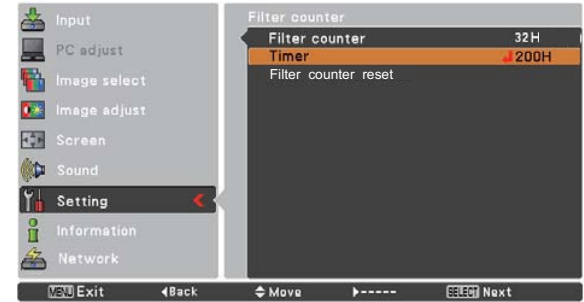 Input
PC adjust
Image select
Image adjust
Screen
Sound
Setting
Information
Network
Filter counter
Filter counter 32H
Timer 200H
Filter counter reset
MENU Exit Back Move ----- SELECT Next